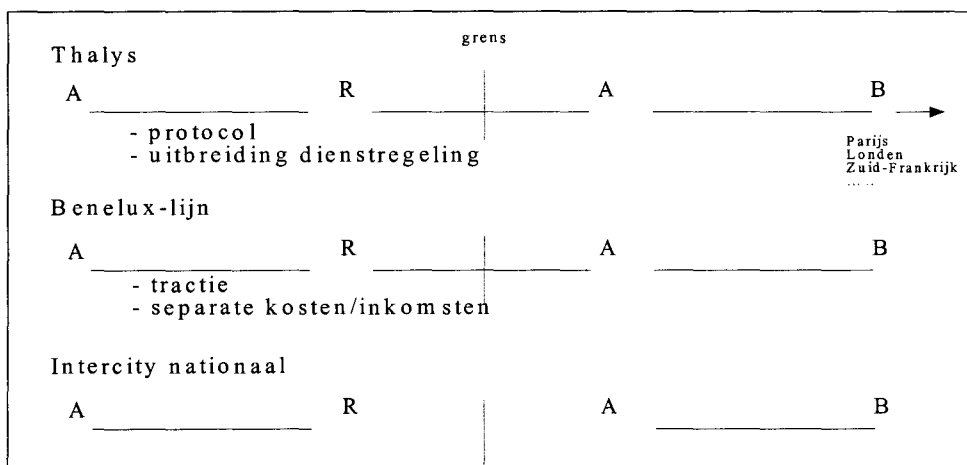 grens
Thalys
A R A B
- protocol
- uitbreiding dienstregeling
Parijs
Londen
Zuid-Frankrijk
.....
Benelux-lijn
A R A B
- tractie
- separate kosten/inkomsten
Intercity nationaal
A R A B